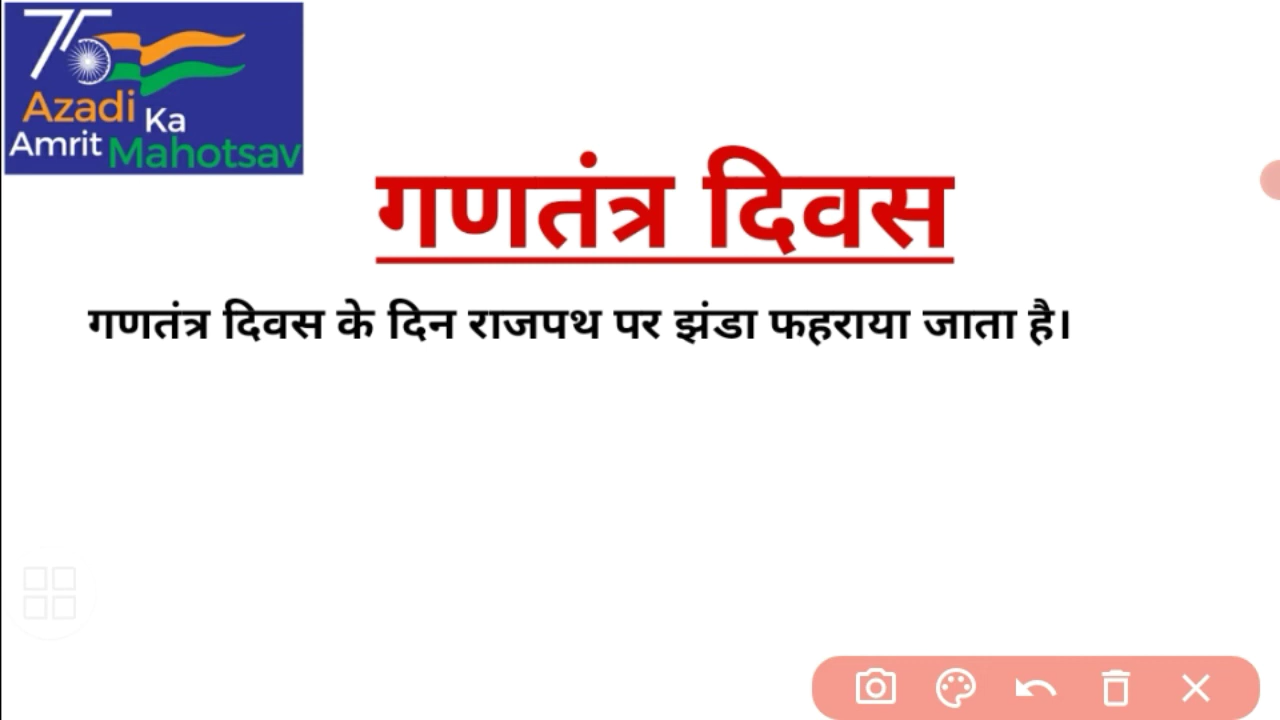 75
Azadi Ka
Amrit Mahotsav
गणतंत्र दिवस
गणतंत्र दिवस के दिन राजपथ पर झंडा फहराया जाता है।